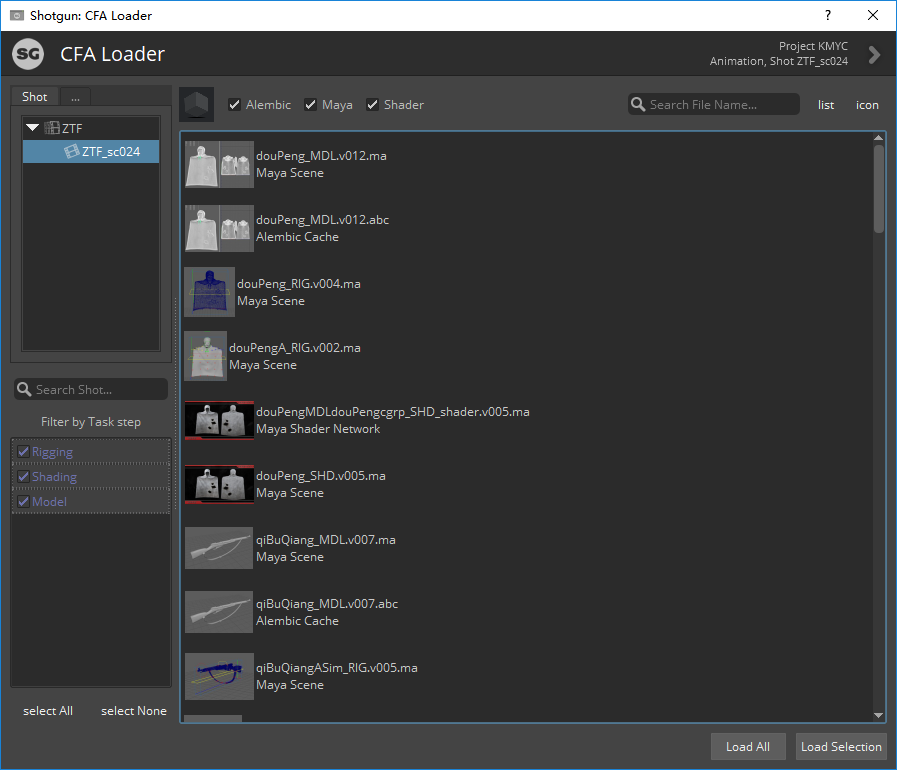 Shotgun: CFA Loader
?
SG
CFA Loader
Project KMYC
Animation, Shot ZTF_sc024
Shot
...
ZTF
ZTF_sc024
Search Shot...
Filter by Task step
Rigging
Shading
Model
select All
select None
Alembic
Maya
Shader
Search File Name...
list
icon
douPeng_MDL.v012.ma
Maya Scene
douPeng_MDL.v012.abc
Alembic Cache
douPeng_RIG.v004.ma
Maya Scene
douPengA_RIG.v002.ma
Maya Scene
douPengMDLdouPengcgrp_SHD_shader.v005.ma
Maya Shader Network
douPeng_SHD.v005.ma
Maya Scene
qiBuQiang_MDL.v007.ma
Maya Scene
qiBuQiang_MDL.v007.abc
Alembic Cache
qiBuQiangASim_RIG.v005.ma
Maya Scene
Load All
Load Selection